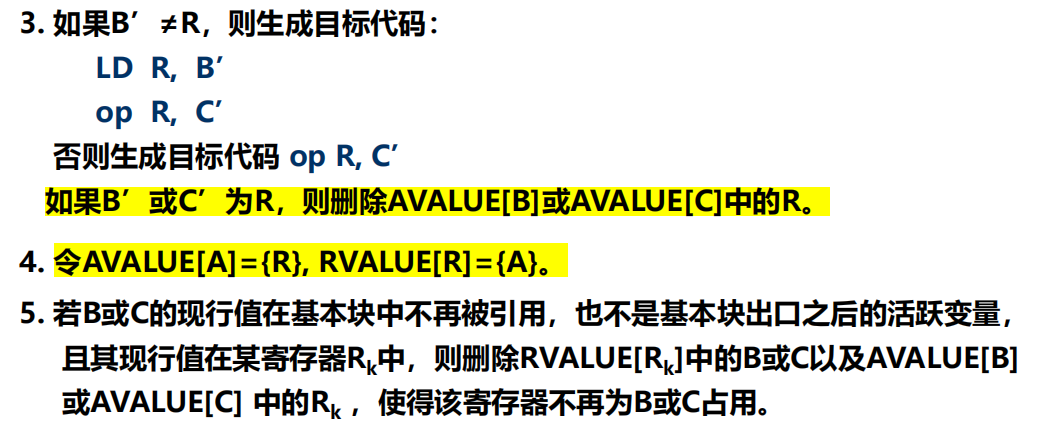 3. 如果B′ ≠R，则生成目标代码：
LD R, B′
op R, C′
否则生成目标代码 op R, C′
如果B′或C′为R，则删除AVALUE[B]或AVALUE[C]中的R。
4. 令AVALUE[A]={R}, RVALUE[R]={A}。
5. 若B或C的现行值在基本块中不再被引用，也不是基本块出口之后的活跃变量，
且其现行值在某寄存器Rk中，则删除RVALUE[Rk]中的B或C以及AVALUE[B]
或AVALUE[C] 中的Rk ，使得该寄存器不再为B或C占用。